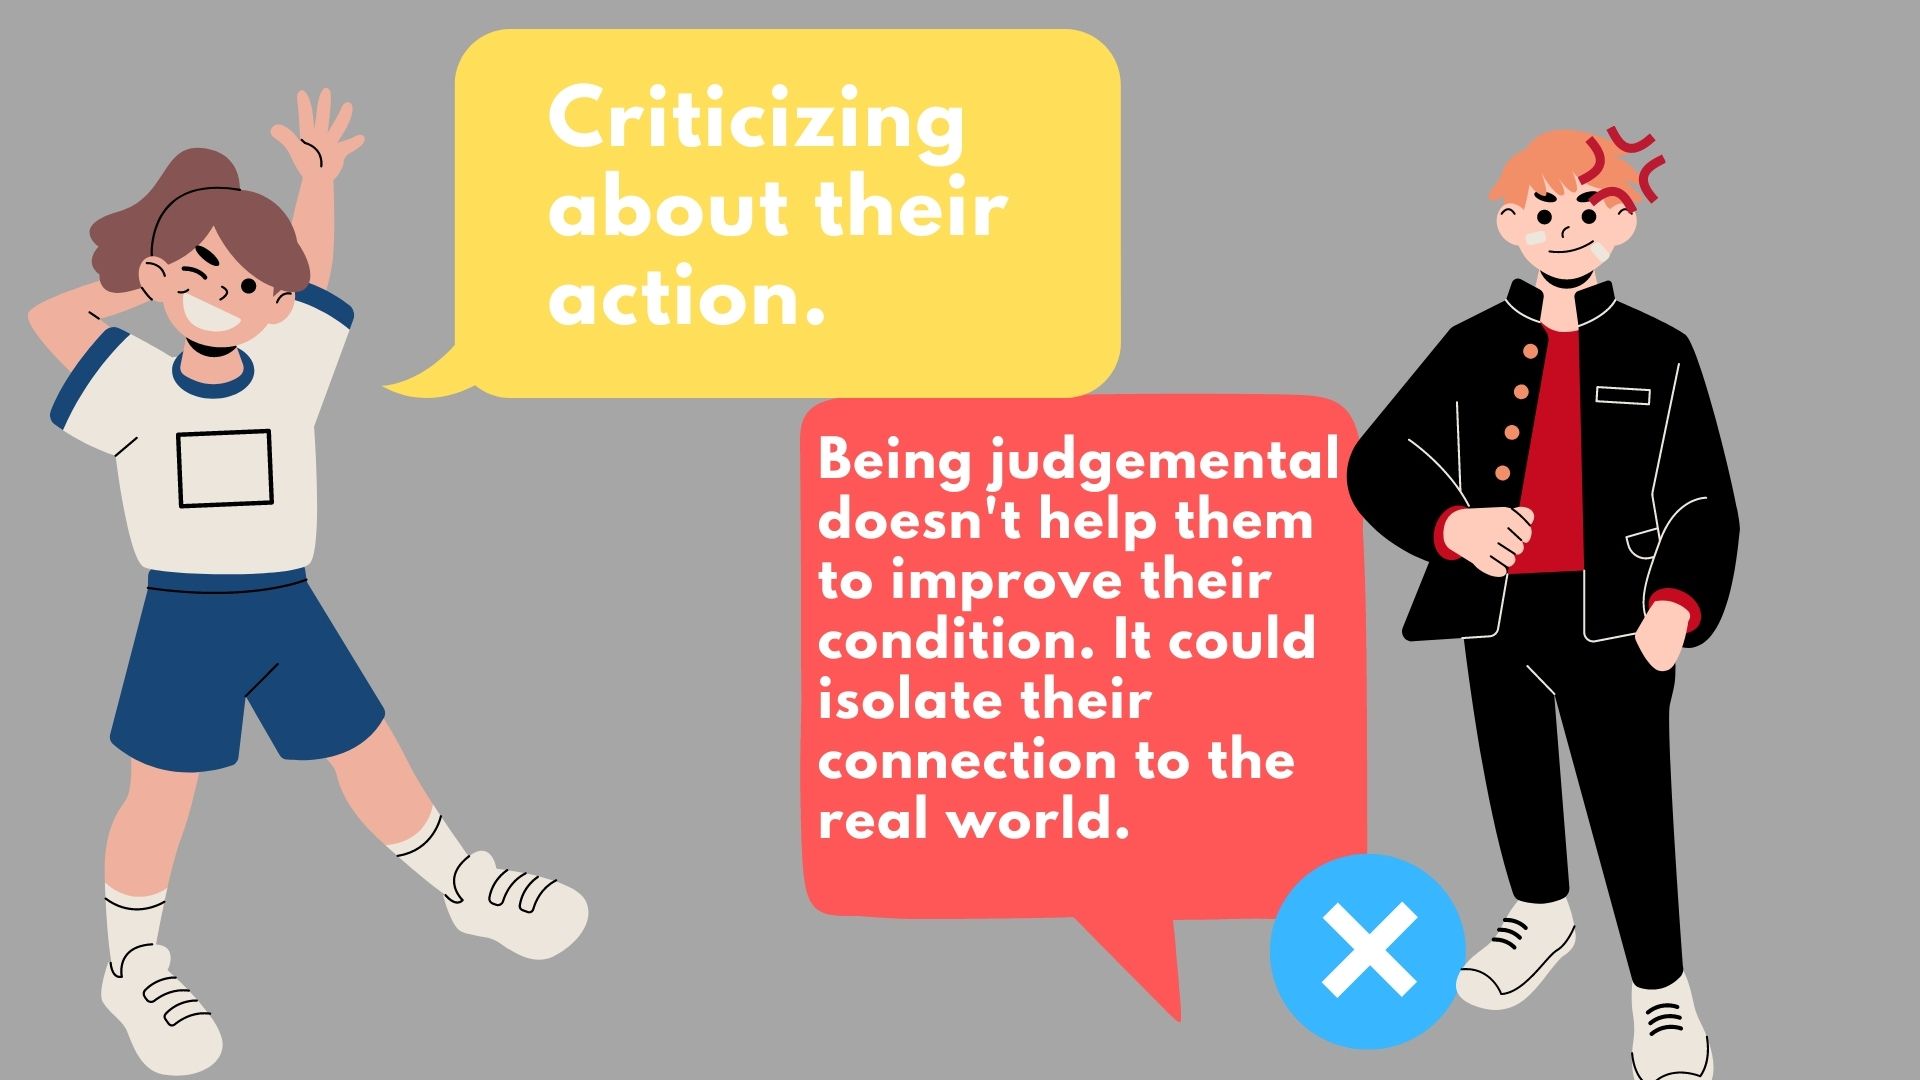 Criticizing
about their
action.
Being judgemental
doesn't help them
to improve their
condition. It could
isolate their
connection to the
real world.